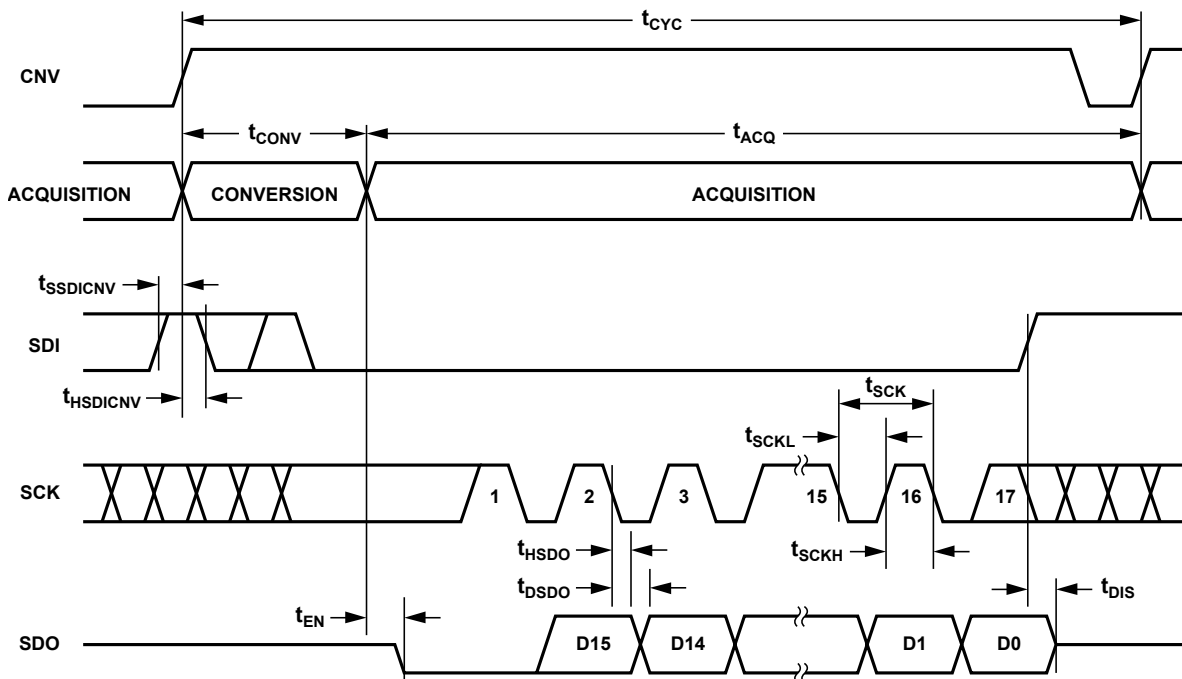 tCYC
CNV
tCONV
tACQ
ACQUISITION
CONVERSION
ACQUISITION
tSSDICNV
SDI
tHSDICNV
tSCK
tSCKL
SCK
1
2
3
15
16
17
tHSDO
tSCKH
tDSDO
tDIS
tEN
SDO
D15
D14
D1
D0